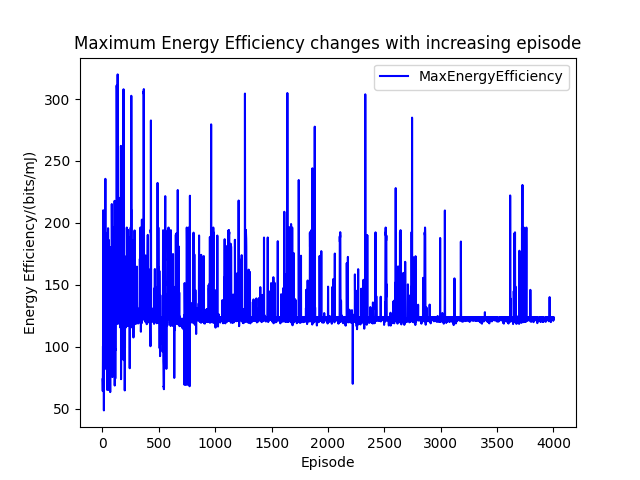 Maximum Energy Efficiency changes with increasing episode
MaxEnergyEfficiency
Energy Efficiency/(bits/mJ)
300
250
200
150
100
50
0 500 1000 1500 2000 2500 3000 3500 4000
Episode